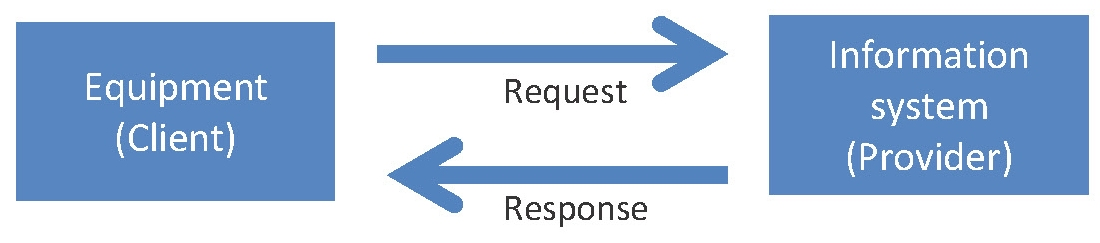 Equipment
(Client)
Request
Response
Information
system
(Provider)